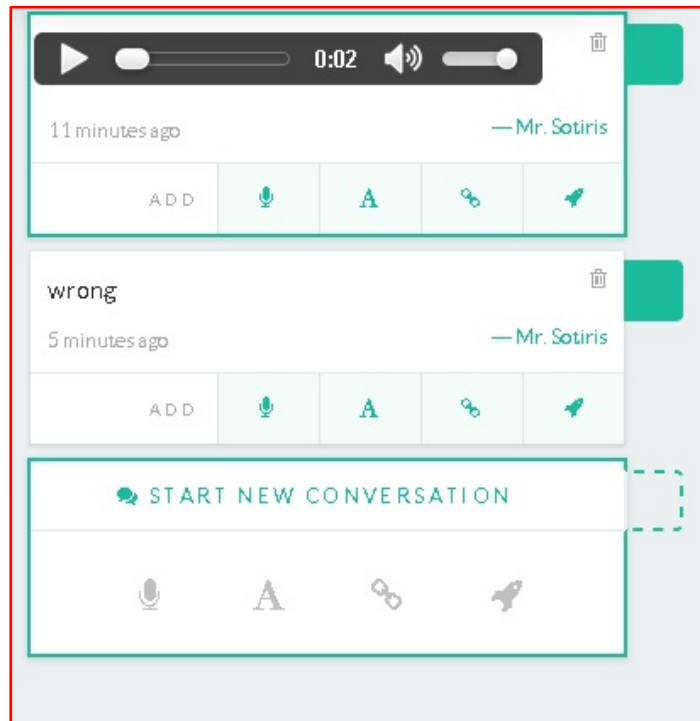 0:02
11 minutes ago
— Mr. Sotiris
ADD
A
wrong
5 minutes ago
— Mr. Sotiris
ADD
A
START NEW CONVERSATION
A